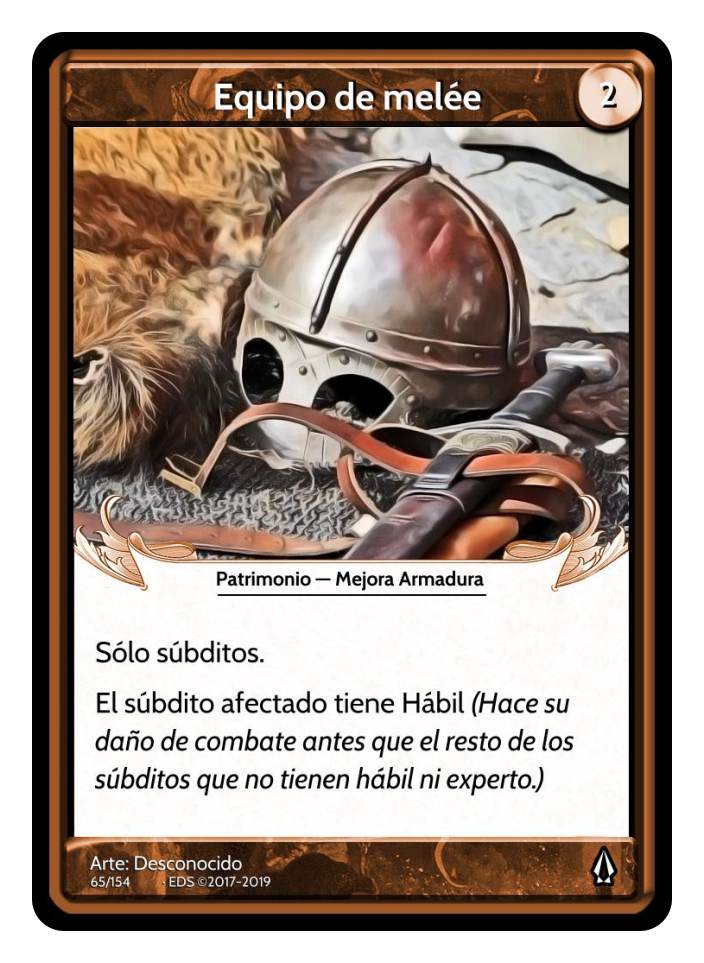 Equipo de melée
2
Patrimonio — Mejora Armadura
Sólo súbditos.
El súbdito afectado tiene Hábil (Hace su
daño de combate antes que el resto de los
súbditos que no tienen hábil ni experto.)
Arte: Desconocido
65/154 · EDS ©2017-2019